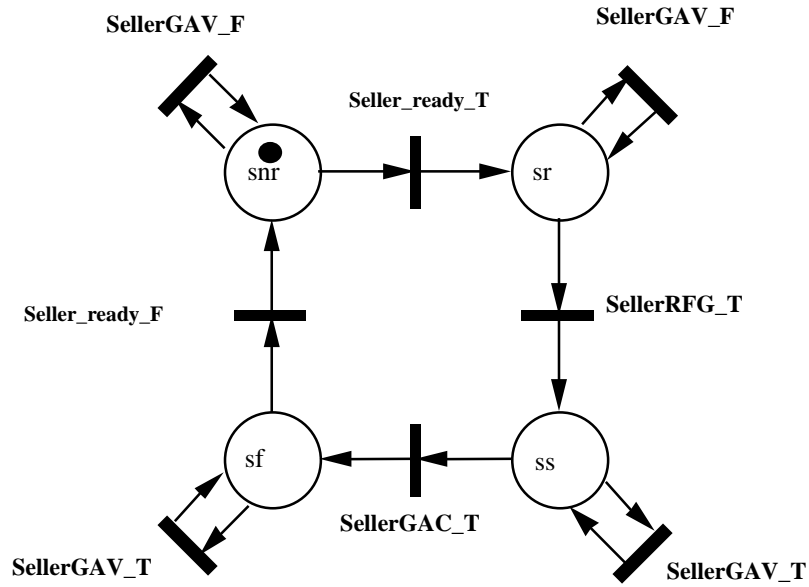 SellerGAV_F
SellerGAV_F
Seller_ready_T
snr
sr
Seller_ready_F
SellerRFG_T
sf
ss
SellerGAC_T
SellerGAV_T
SellerGAV_T